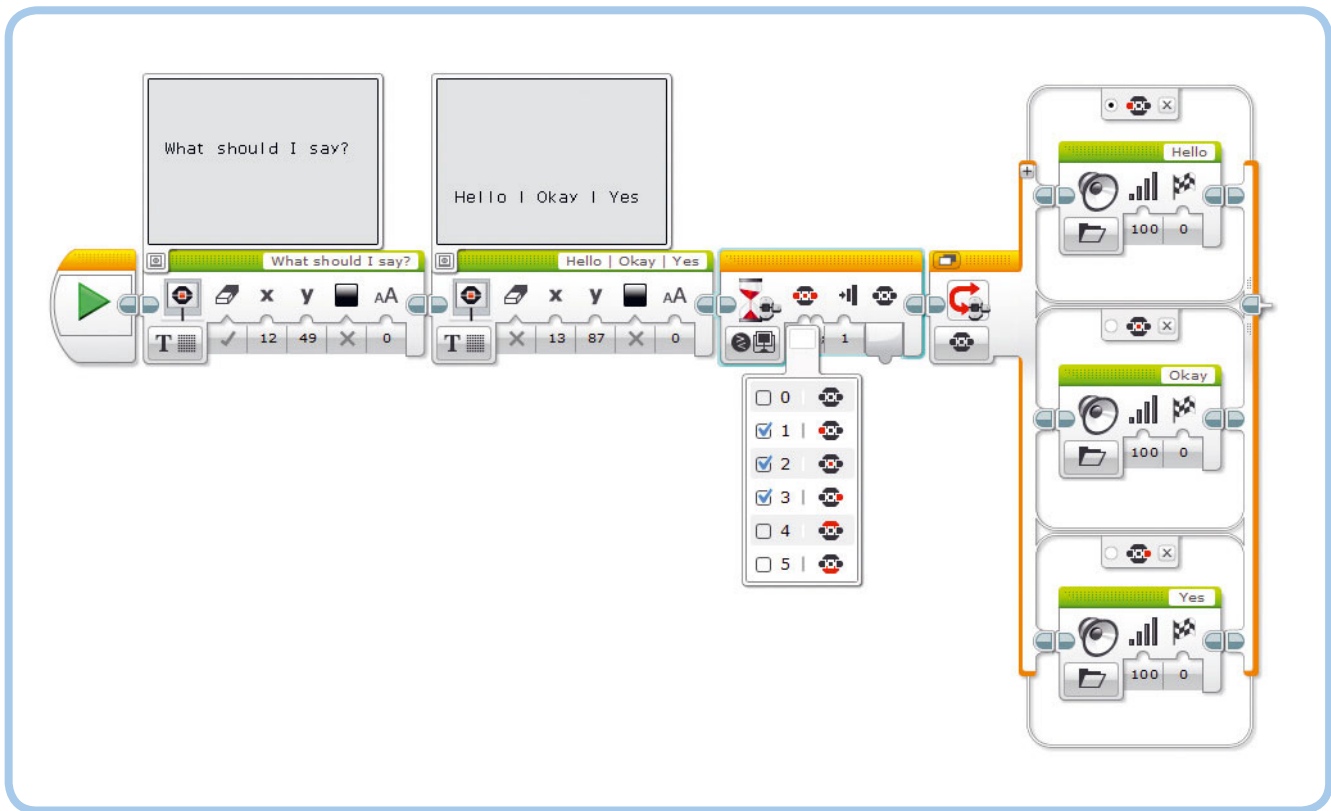 What should I say?
Hello | Okay | Yes
What should I say?
x y AA
T 12 49 0
Hello | Okay | Yes
x y AA
T 13 87 0
1
0
1
2
3
4
5
Hello
100 0
Okay
100 0
Yes
100 0